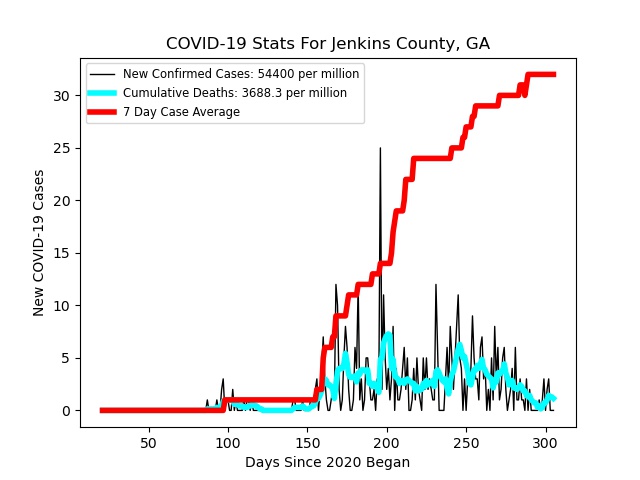 COVID-19 Stats For Jenkins County, GA
New Confirmed Cases: 54400 per million
Cumulative Deaths: 3688.3 per million
7 Day Case Average
New COVID-19 Cases
30
25
20
15
10
5
0
50 100 150 200 250 300
Days Since 2020 Began